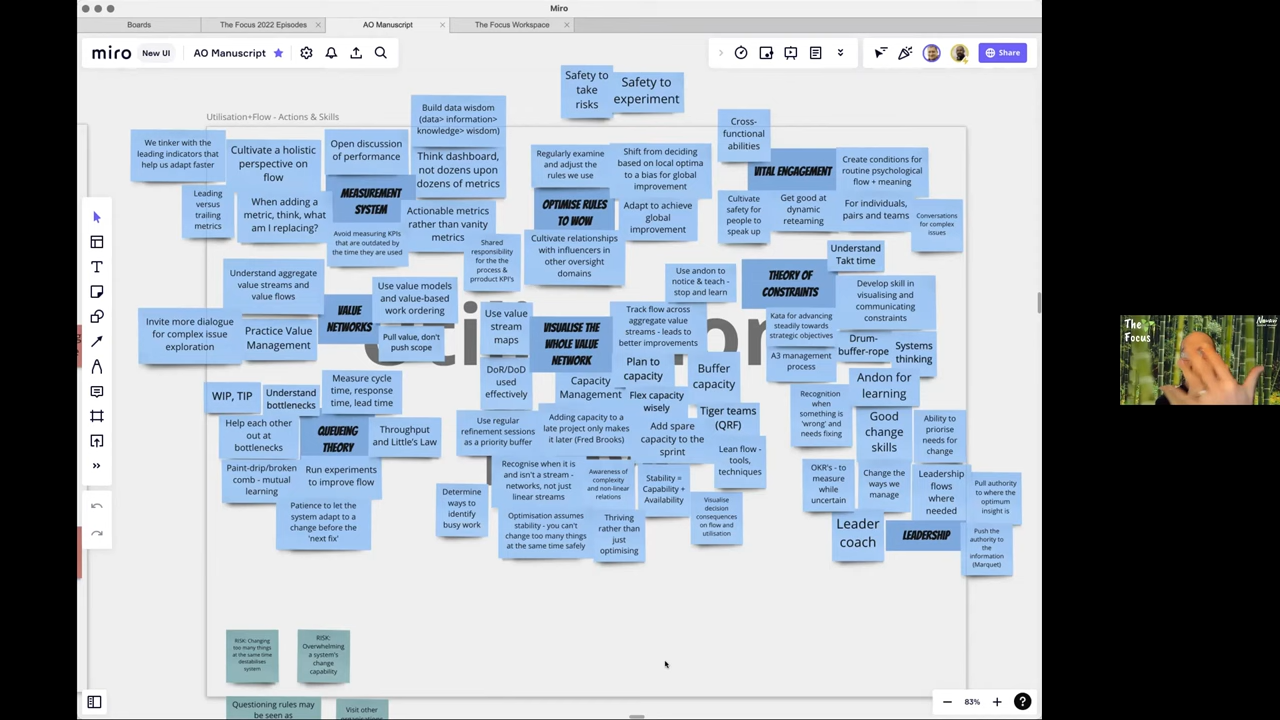 Miro
Boards
The Focus 2022 Episodes
AO Manuscript
The Focus Workspace
miro
New UI
AO Manuscript
Share
Utilisation+Flow - Actions & Skills
Safety to
take
risks
Safety to
experiment
We tinker with the
leading indicators that
help us adapt faster
Cultivate a holistic
perspective on
flow
Open discussion
of performance
Build data wisdom
(data> information>
knowledge> wisdom)
Think dashboard,
not dozens upon
dozens of metrics
Leading
versus
trailing
metrics
When adding a
metric, think, what
am I replacing?
MEASUREMENT
SYSTEM
Actionable metrics
rather than vanity
metrics
Avoid measuring KPIs
that are outdated by
the time they are used
Shared
responsibility
for the the
process &
prroduct KPI's
Regularly examine
and adjust the
rules we use
Shift from deciding
based on local optima
to a bias for global
improvement
OPTIMISE RULES
TO WOW
Adapt to achieve
global
improvement
Cultivate relationships
with influencers in
other oversight
domains
Cross-
functional
abilities
VITAL ENGAGEMENT
Create conditions for
routine psychological
flow + meaning
Cultivate
safety for
people to
speak up
Get good at
dynamic
reteaming
For individuals,
pairs and teams
Conversations
for complex
issues
Understand aggregate
value streams and
value flows
Use value models
and value-based
work ordering
VALUE
NETWORKS
Invite more dialogue
for complex issue
exploration
Practice Value
Management
Pull value, don't
push scope
Use value
stream
maps
VISUALISE THE
WHOLE VALUE
NETWORK
Track flow across
aggregate value
streams - leads to
better improvements
Use andon to
notice & teach -
stop and learn
DoR/DoD
used
effectively
Capacity
Management
Plan to
capacity
Flex capacity
wisely
Buffer
capacity
Use regular
refinement sessions
as a priority buffer
Adding capacity to a
late project only makes
it later (Fred Brooks)
Add spare
capacity to the
sprint
Tiger teams
(QRF)
Lean flow -
tools,
techniques
Recognise when it is
and isn't a stream -
networks, not just
linear streams
Awareness of
complexity
and non-linear
relations
Stability =
Capability +
Availability
Visualise
decision
consequences
on flow and
utilisation
Determine
ways to
identify
busy work
Optimisation assumes
stability - you can't
change too many things
at the same time safely
Thriving
rather than
just
optimising
THEORY OF
CONSTRAINTS
Understand
Takt time
Develop skill in
visualising and
communicating
constraints
Kata for advancing
steadily towards
strategic objectives
Drum-
buffer-rope
Systems
thinking
A3 management
process
WIP, TIP
Understand
bottlenecks
Measure cycle
time, response
time, lead time
Help each other
out at
bottlenecks
QUEUEING
THEORY
Throughput
and Little's Law
Paint-drip/broken
comb - mutual
learning
Run experiments
to improve flow
Patience to let
the system adapt to a
change before the
'next fix'
Andon for
learning
Recognition
when
something is
'wrong' and
needs fixing
Good
change
skills
Ability to
priorise
needs for
change
OKR's - to
measure
while
uncertain
Change the
ways we
manage
Leadership
flows
where
needed
Pull authority
to where the
optimum
insight is
Leader
coach
LEADERSHIP
Push the
authority to
the
information
(Marquet)
RISK: Changing
too many things
at the same time
destabilises
system
RISK:
Overwhelming
a system's
change
capability
Questioning rules may
be seen as
Visit other
83%
The
Focus